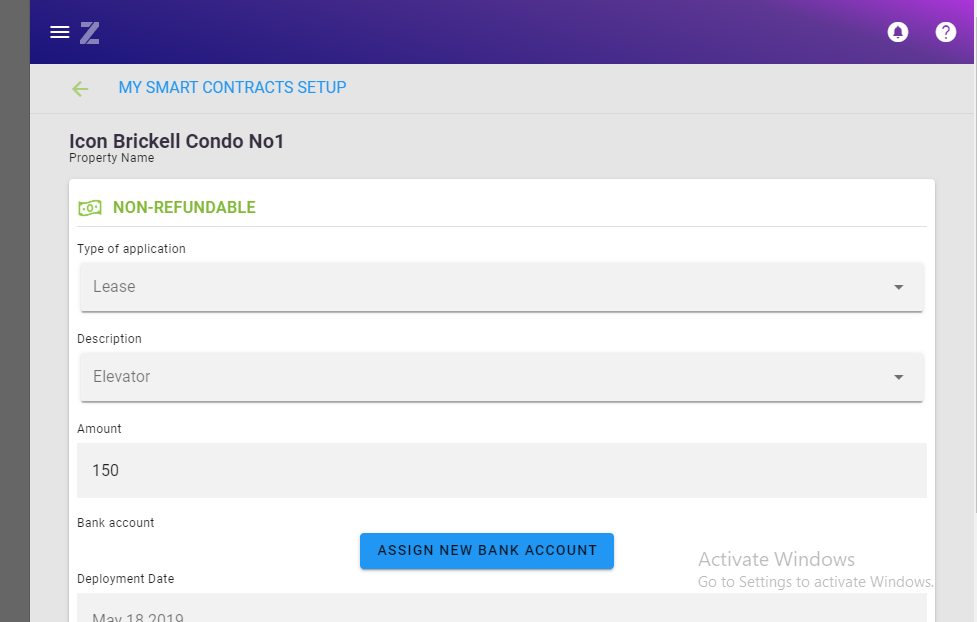 Z
MY SMART CONTRACTS SETUP
Icon Brickell Condo No1
Property Name
NON-REFUNDABLE
Type of application
Lease
Description
Elevator
Amount
150
Bank account
ASSIGN NEW BANK ACCOUNT
Activate Windows
Go to Settings to activate Windows.
Deployment Date
May 18 2019